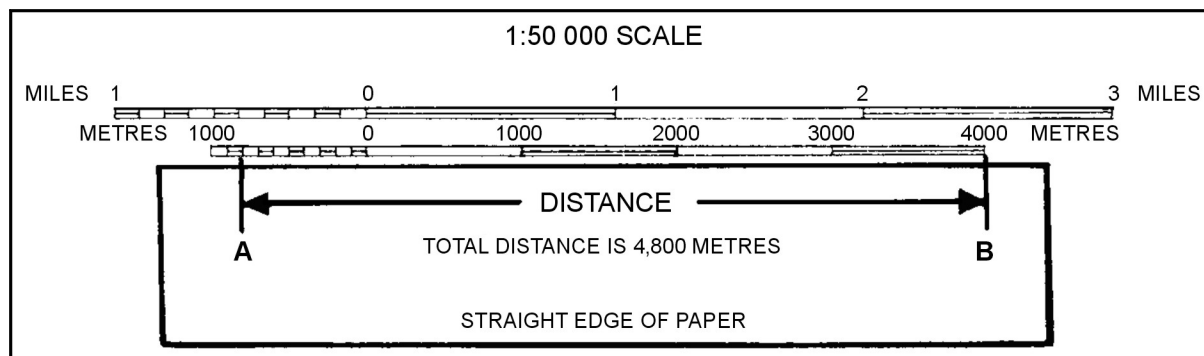 1:50 000 SCALE
MILES 1 0 1 2 3 MILES
METRES 1000 0 1000 2000 3000 4000 METRES
DISTANCE
A TOTAL DISTANCE IS 4,800 METRES B
STRAIGHT EDGE OF PAPER